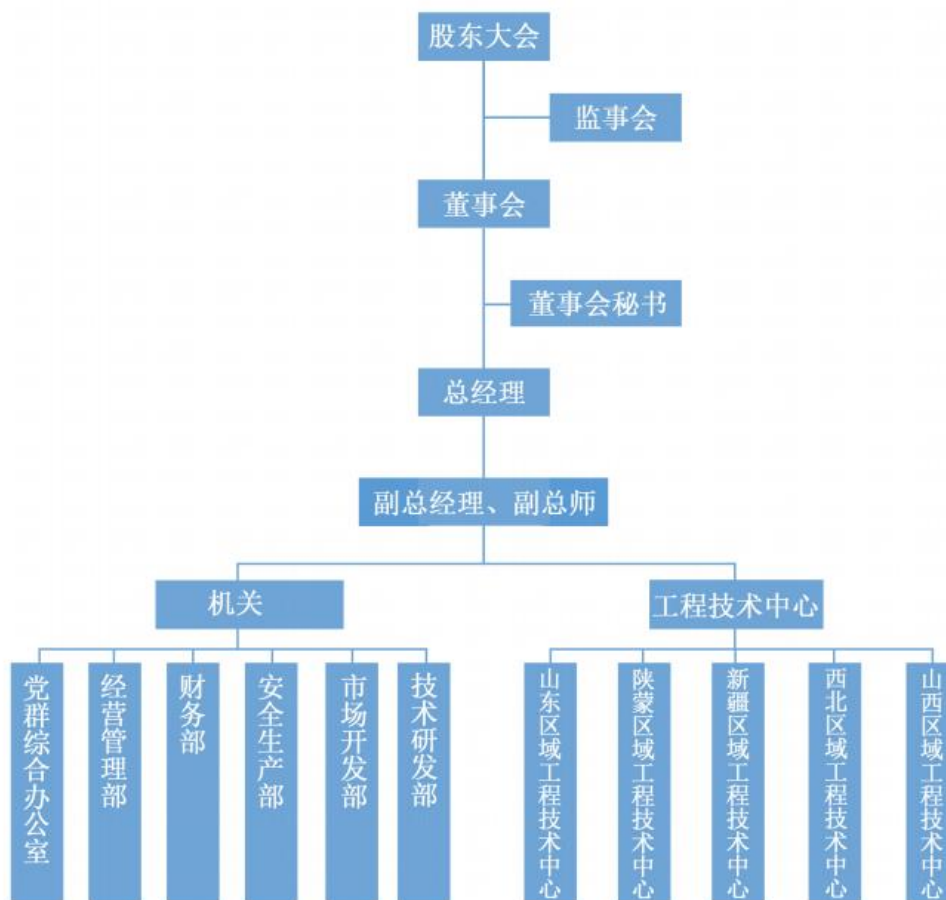 股东大会
监事会
董事会
董事会秘书
总经理
副总经理、副总师
机关
工程技术中心
党群综合办公室
经营管理部
财务部
安全生产部
市场开发部
技术研发部
山东区域工程技术中心
陕蒙区域工程技术中心
新疆区域工程技术中心
西北区域工程技术中心
山西区域工程技术中心